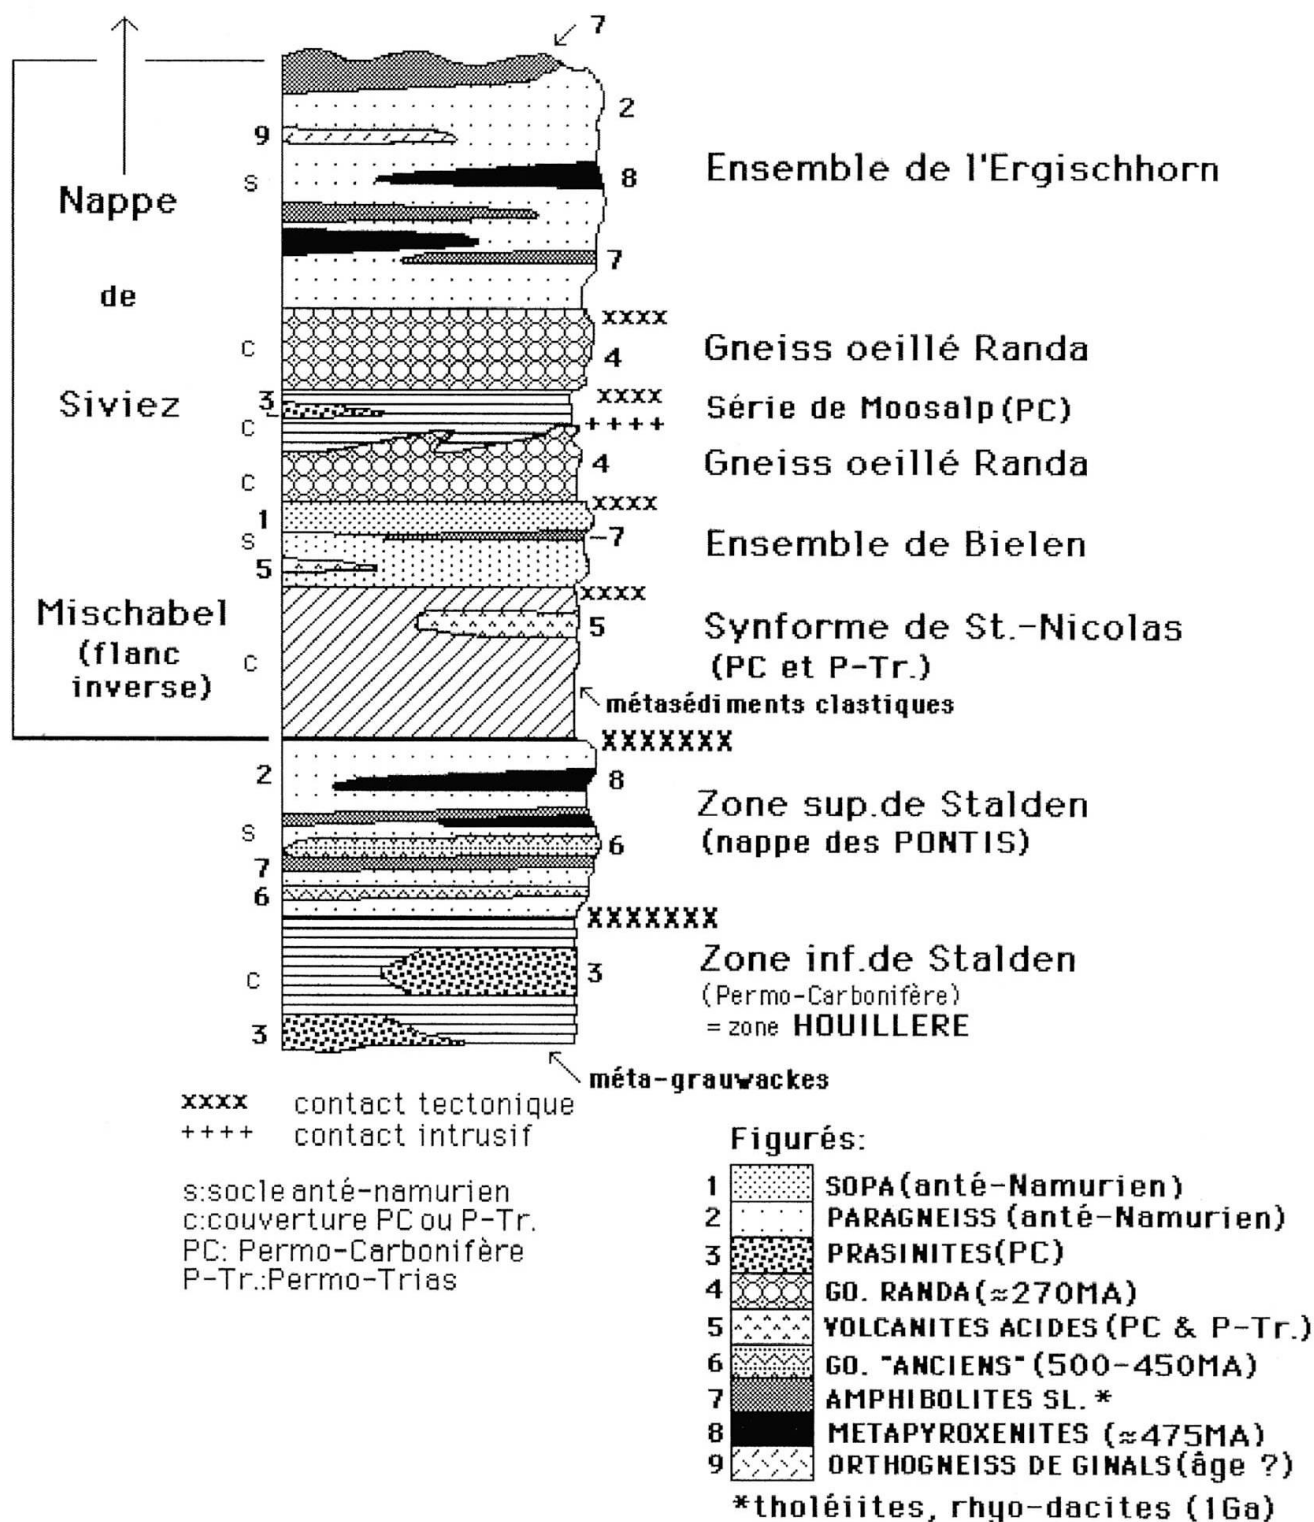 7
2
9
s
8
Ensemble de l'Ergischhorn
Nappe
7
de
xxxx
c
4
Gneiss oeillé Randa
Siviez
3
xxxx
Série de Moosalp (PC)
c
++++
c
4
Gneiss oeillé Randa
xxxx
1
s
-7
Ensemble de Bielen
5
xxxx
Mischabel
(flanc
inverse)
c
5
Synforme de St.-Nicolas
(PC et P-Tr.)
métasédiments clastiques
XXXXXXX
2
8
Zone sup.de Stalden
(nappe des PONTIS)
s
6
7
6
XXXXXXX
c
3
Zone inf.de Stalden
(Permo-Carbonifère)
= zone HOUILLERE
3
méta-grauwackes
xxxx contact tectonique
++++ contact intrusif
s:socle anté-namurien
c:couverture PC ou P-Tr.
PC: Permo-Carbonifère
P-Tr.:Permo-Trias
Figurés:
1 SOPA(anté-Namurien)
2 PARAGNEISS (anté-Namurien)
3 PRASINITES(PC)
4 GO. RANDA(≈270MA)
5 VOLCANITES ACIDES(PC & P-Tr.)
6 GO. "ANCIENS" (500-450MA)
7 AMPHIBOLITES SL. *
8 METAPYROXENITES (≈475MA)
9 ORTHOGNEISS DE GINALS(âge ?)
*tholéiites, rhyo-dacites (1Ga)